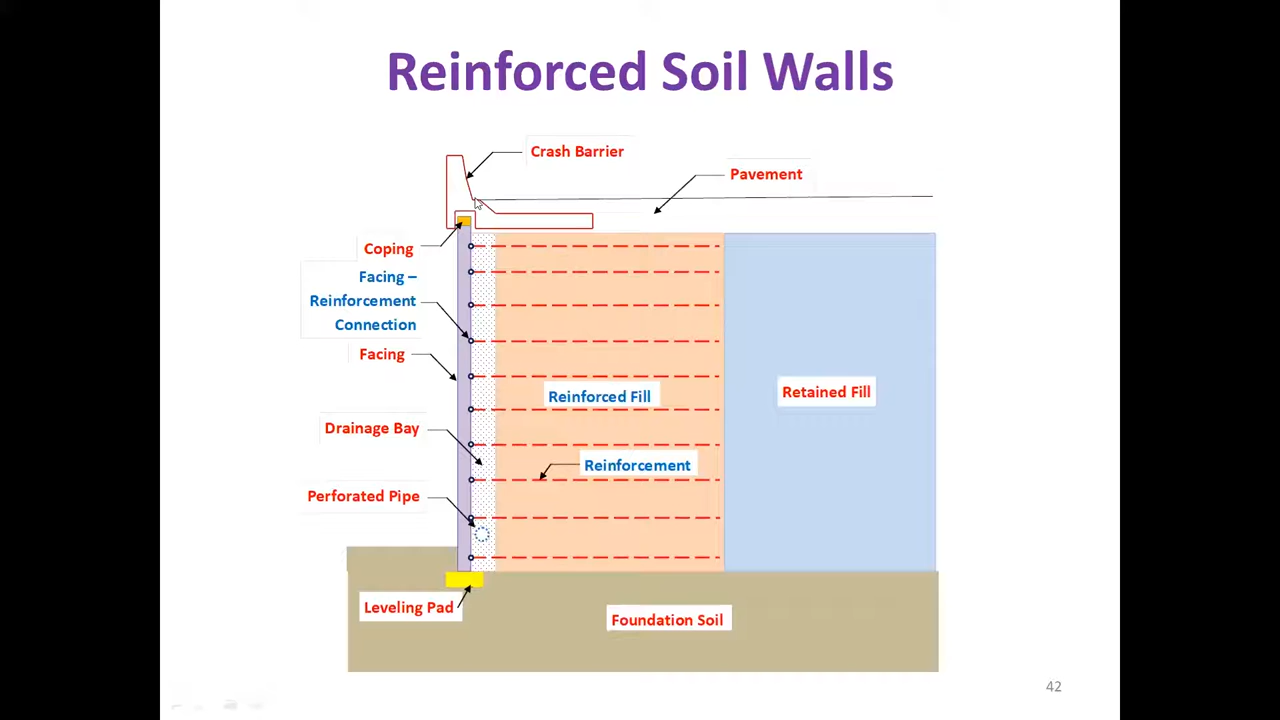 Reinforced Soil Walls
Crash Barrier
Pavement
Coping
Facing –
Reinforcement
Connection
Facing
Reinforced Fill
Retained Fill
Drainage Bay
Reinforcement
Perforated Pipe
Leveling Pad
Foundation Soil
42